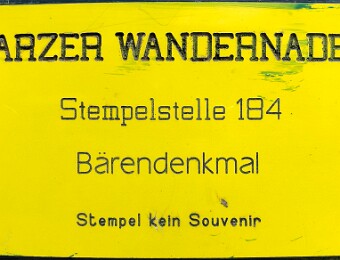 ARZER WANDERNADE
Stempelstelle 184
Bärendenkmal
Stempel kein Souvenir